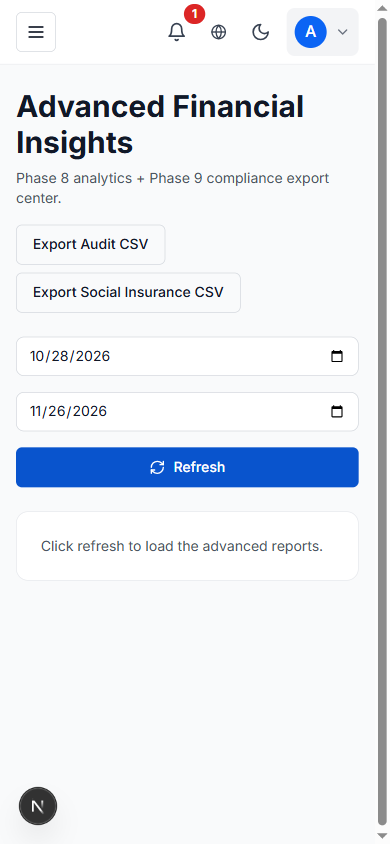 1
A
Advanced Financial
Insights
Phase 8 analytics + Phase 9 compliance export
center.
Export Audit CSV
Export Social Insurance CSV
10/28/2026
11/26/2026
Refresh
Click refresh to load the advanced reports.
N